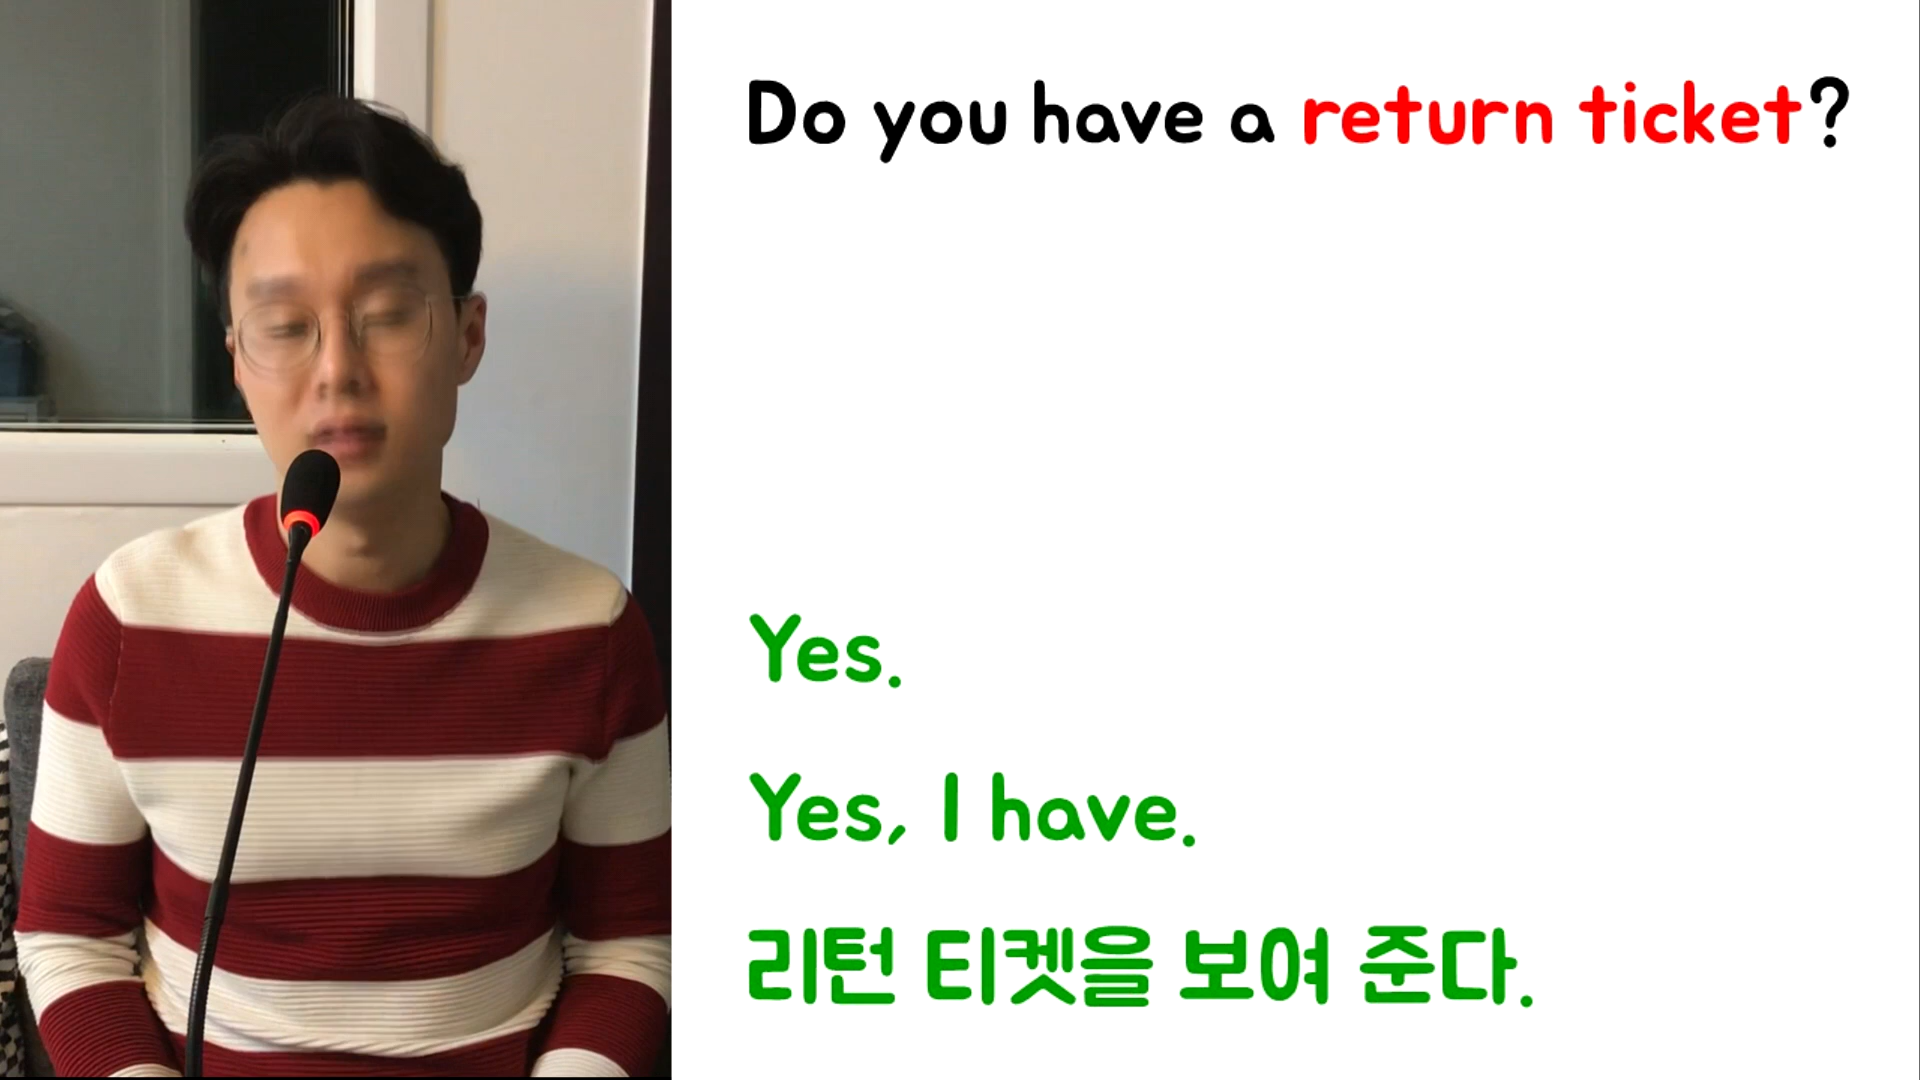 Do you have a return ticket?
Yes.
Yes, I have.
리턴 티켓을 보여 준다.